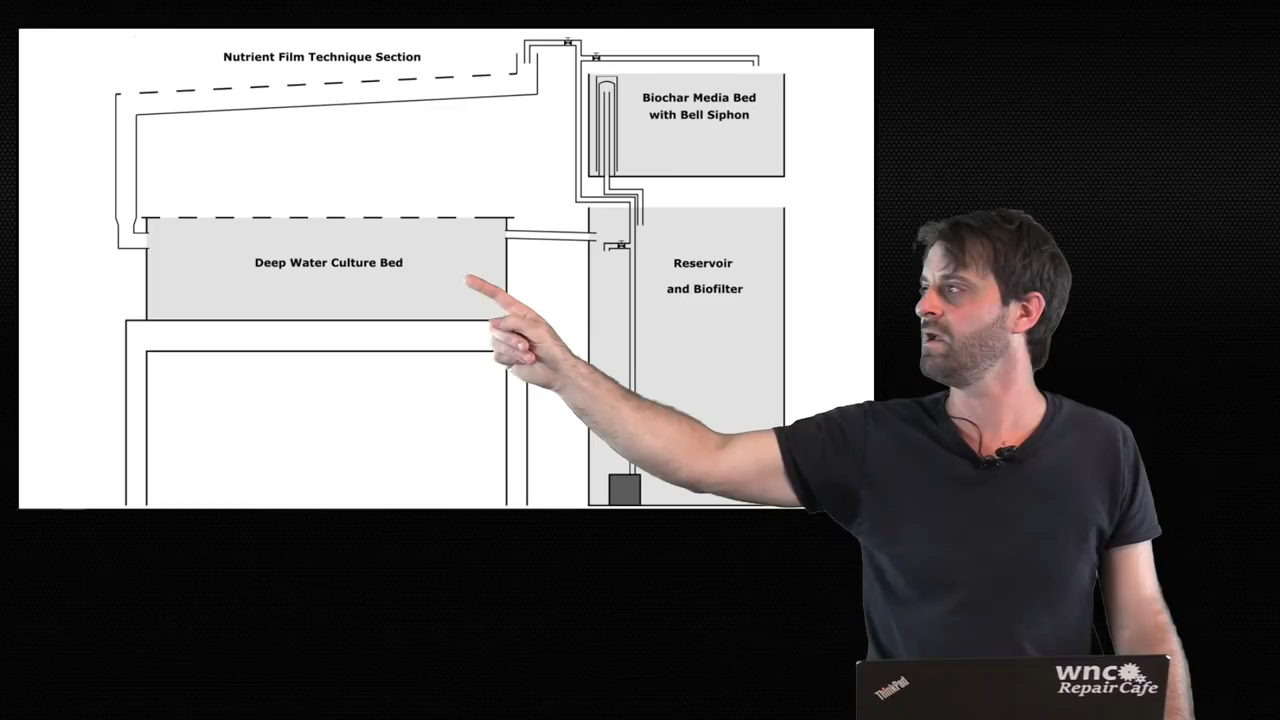 Nutrient Film Technique Section
Biochar Media Bed
with Bell Siphon
Deep Water Culture Bed
Reservoir
and Biofilter
ThinkPad
wnc
Repair Cafe